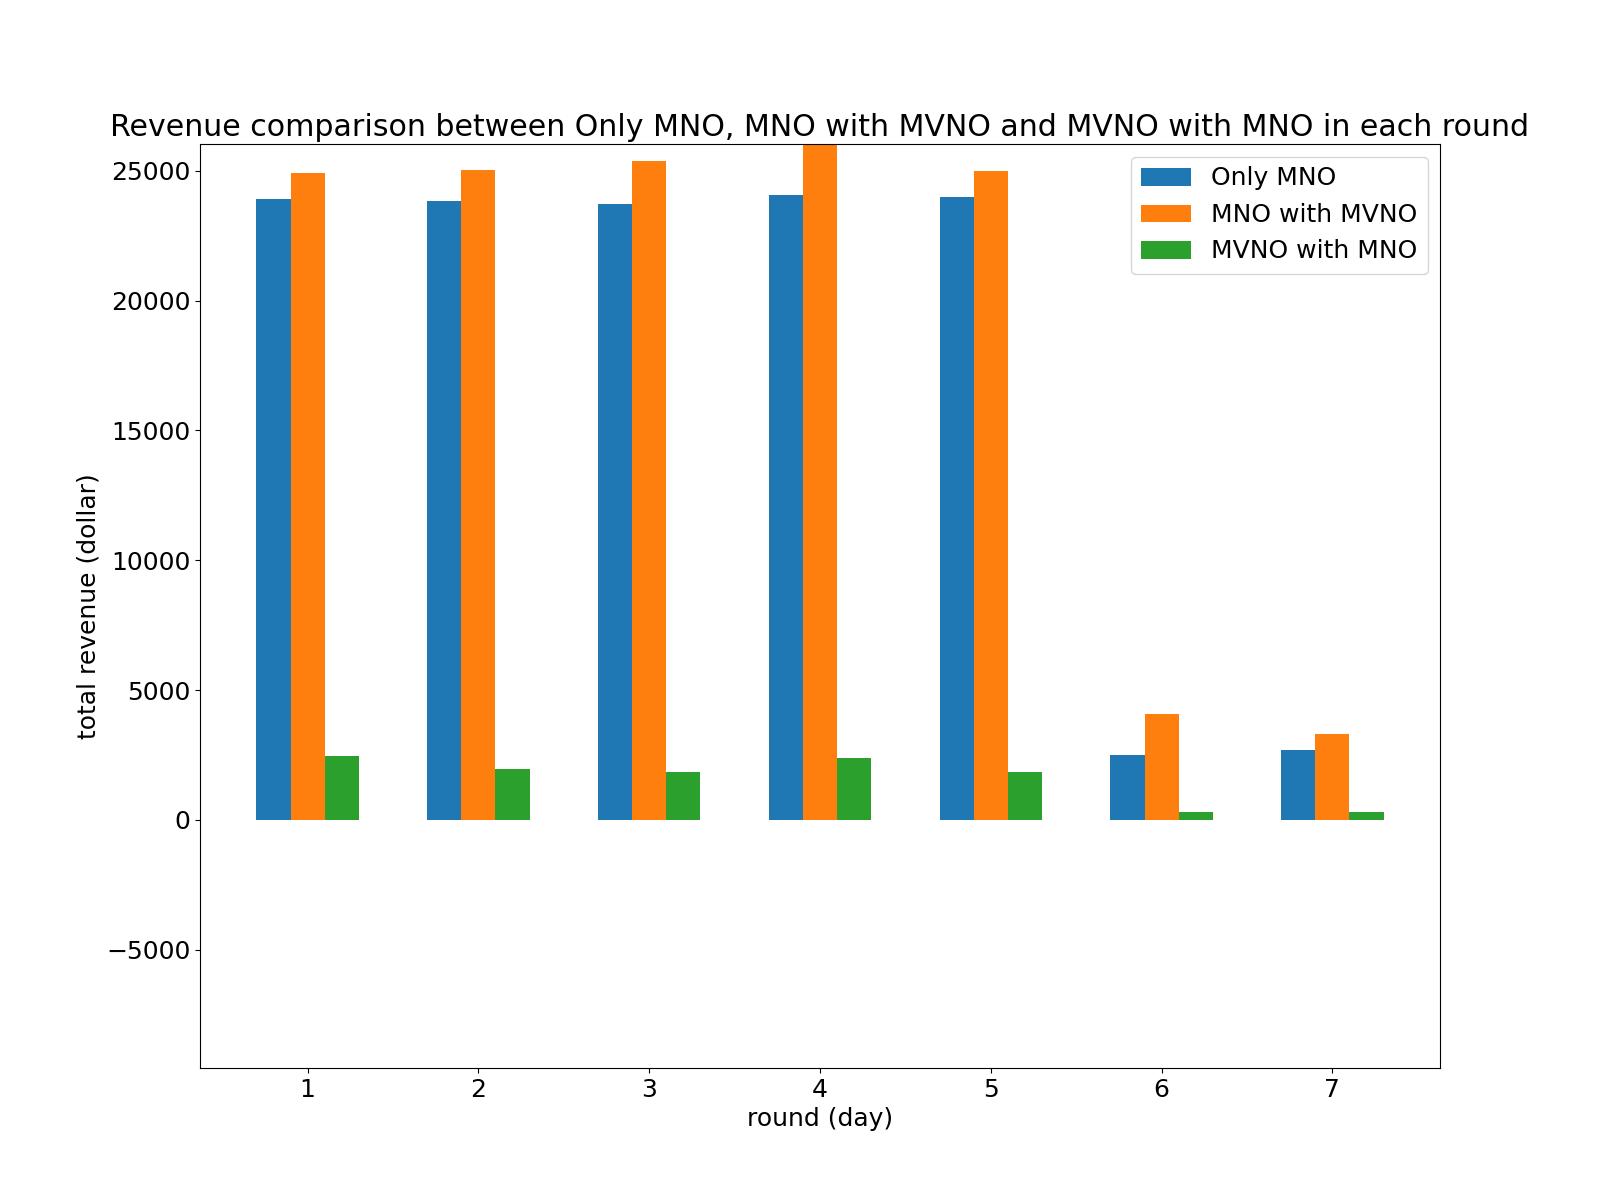 Revenue comparison between Only MNO, MNO with MVNO and MVNO with MNO in each round
25000
20000
15000
10000
5000
0
−5000
total revenue (dollar)
Only MNO
MNO with MVNO
MVNO with MNO
1 2 3 4 5 6 7
round (day)